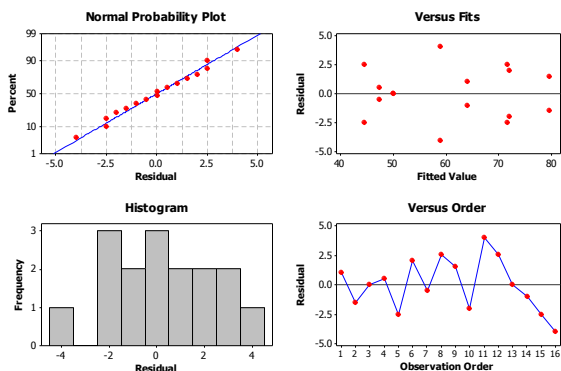 Normal Probability Plot
99
90
50
10
1
Percent
-5.0 -2.5 0.0 2.5 5.0
Residual
Versus Fits
5.0
2.5
0.0
-2.5
-5.0
Residual
40 50 60 70 80
Fitted Value
Histogram
3
2
1
0
Frequency
-4 -2 0 2 4
Residual
Versus Order
5.0
2.5
0.0
-2.5
-5.0
Residual
1 2 3 4 5 6 7 8 9 10 11 12 13 14 15 16
Observation Order